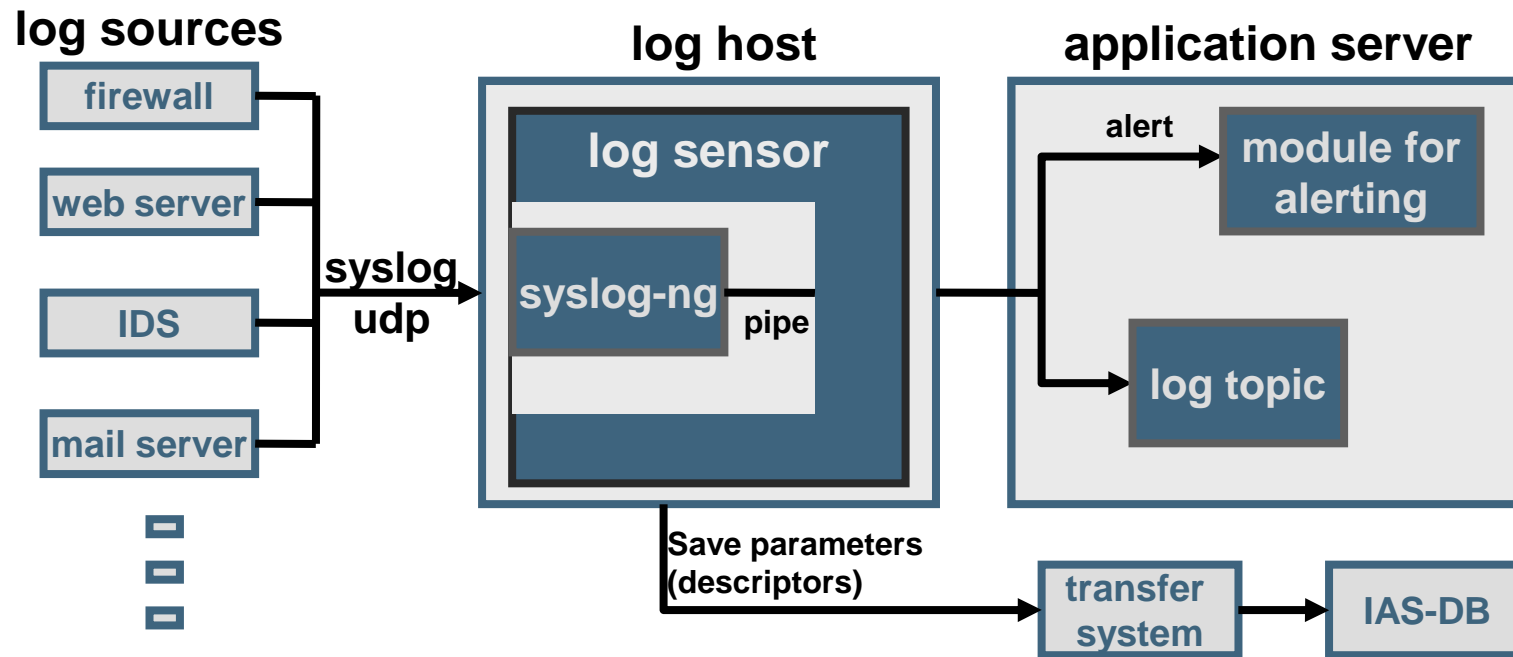 log sources
firewall
web server
IDS
mail server
syslog
udp
log host
log sensor
syslog-ng
pipe
application server
alert
module for
alerting
log topic
Save parameters
(descriptors)
transfer
system
IAS-DB